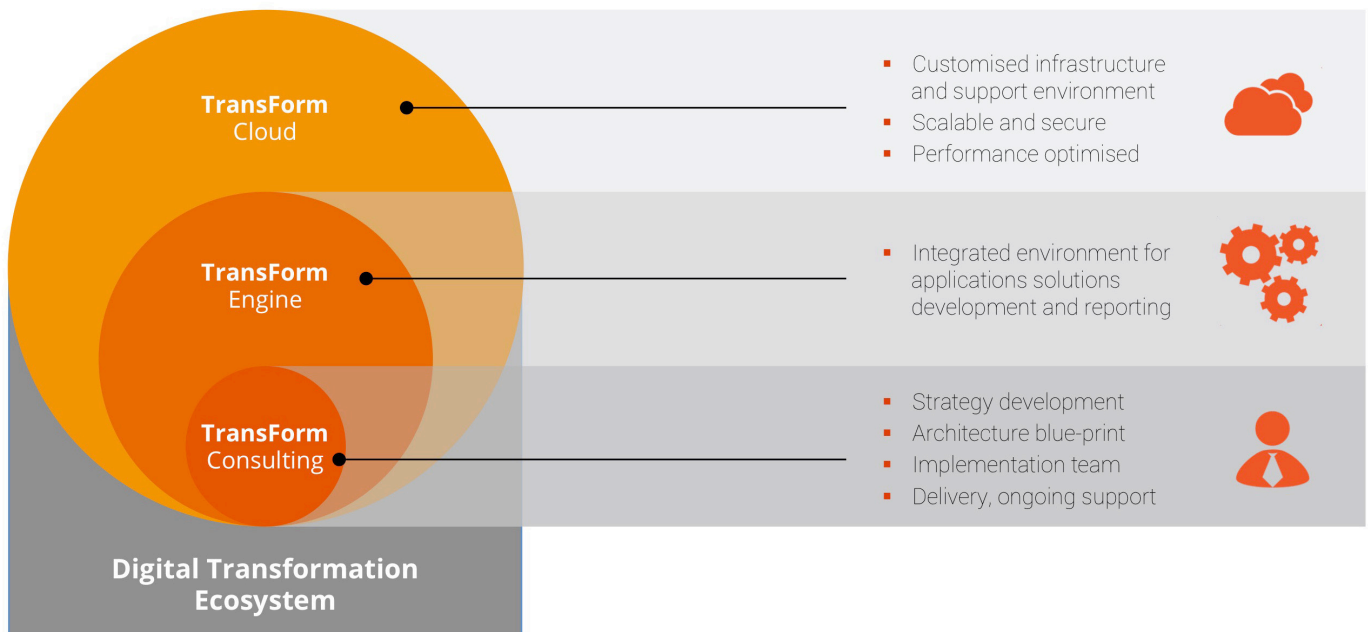 TransForm
Cloud
▪ Customised infrastructure
and support environment
▪ Scalable and secure
▪ Performance optimised
TransForm
Engine
▪ Integrated environment for
applications solutions
development and reporting
TransForm
Consulting
▪ Strategy development
▪ Architecture blue-print
▪ Implementation team
▪ Delivery, ongoing support
Digital Transformation
Ecosystem